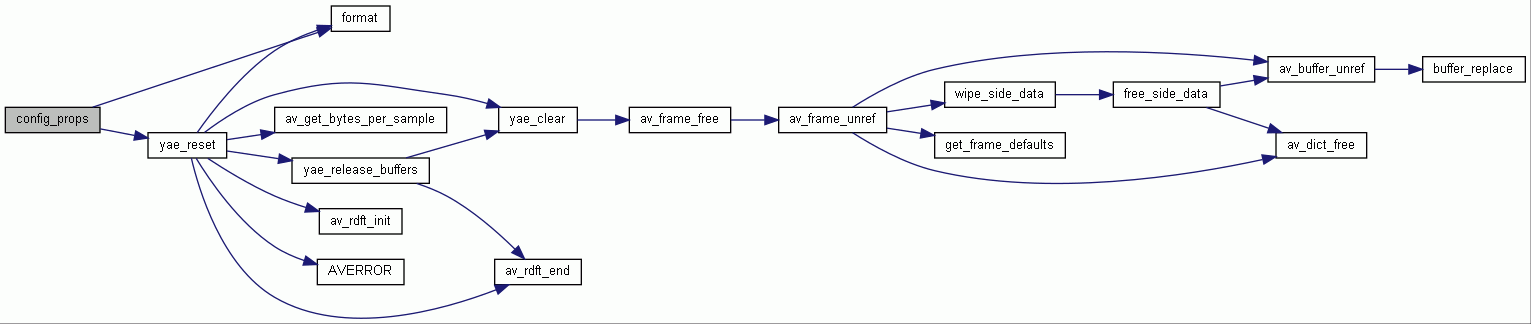 format
av_buffer_unref
buffer_replace
wipe_side_data
free_side_data
config_props
av_get_bytes_per_sample
yae_clear
av_frame_free
av_frame_unref
yae_reset
get_frame_defaults
av_dict_free
yae_release_buffers
av_rdft_init
AVERROR
av_rdft_end